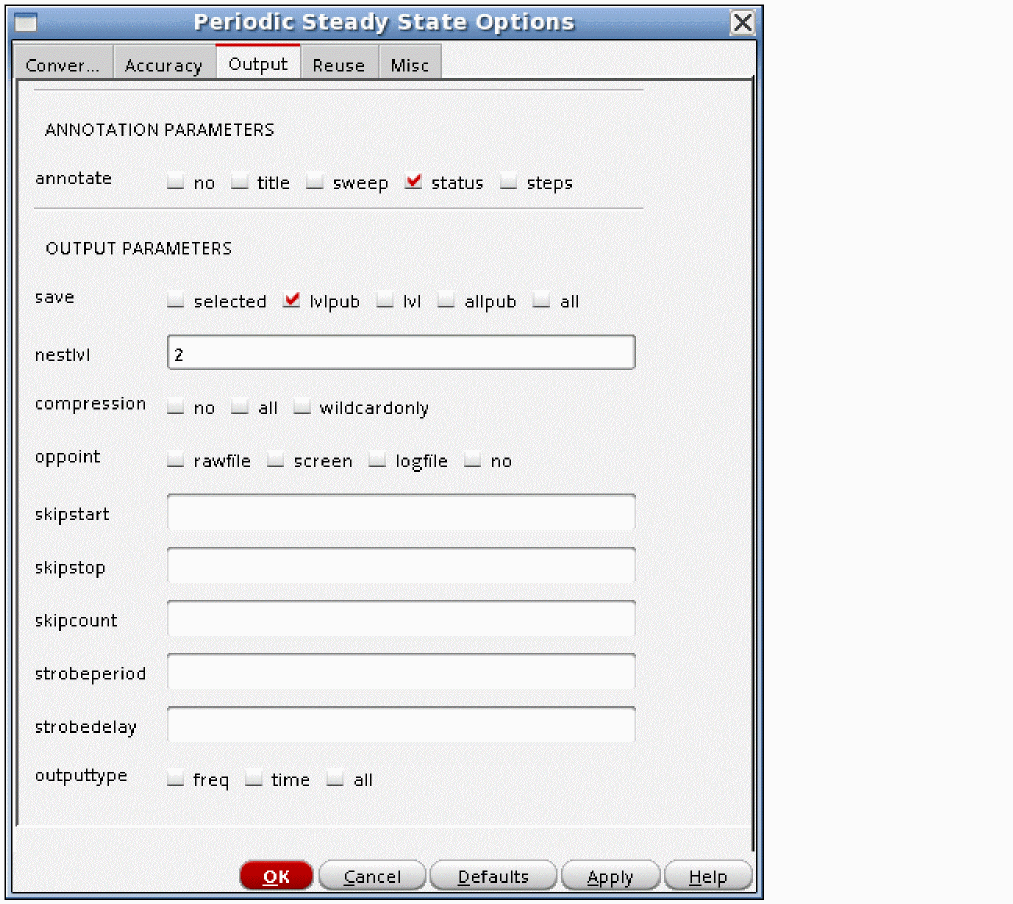 Periodic Steady State Options
Conver... Accuracy Output Reuse Misc
ANNOTATION PARAMETERS
annotate no title sweep status steps
OUTPUT PARAMETERS
save selected lvlpub lvl allpub all
nestlvl 2
compression no all wildcardonly
oppoint rawfile screen logfile no
skipstart
skipstop
skipcount
strobeperiod
strobedelay
outputtype freq time all
OK Cancel Defaults Apply Help